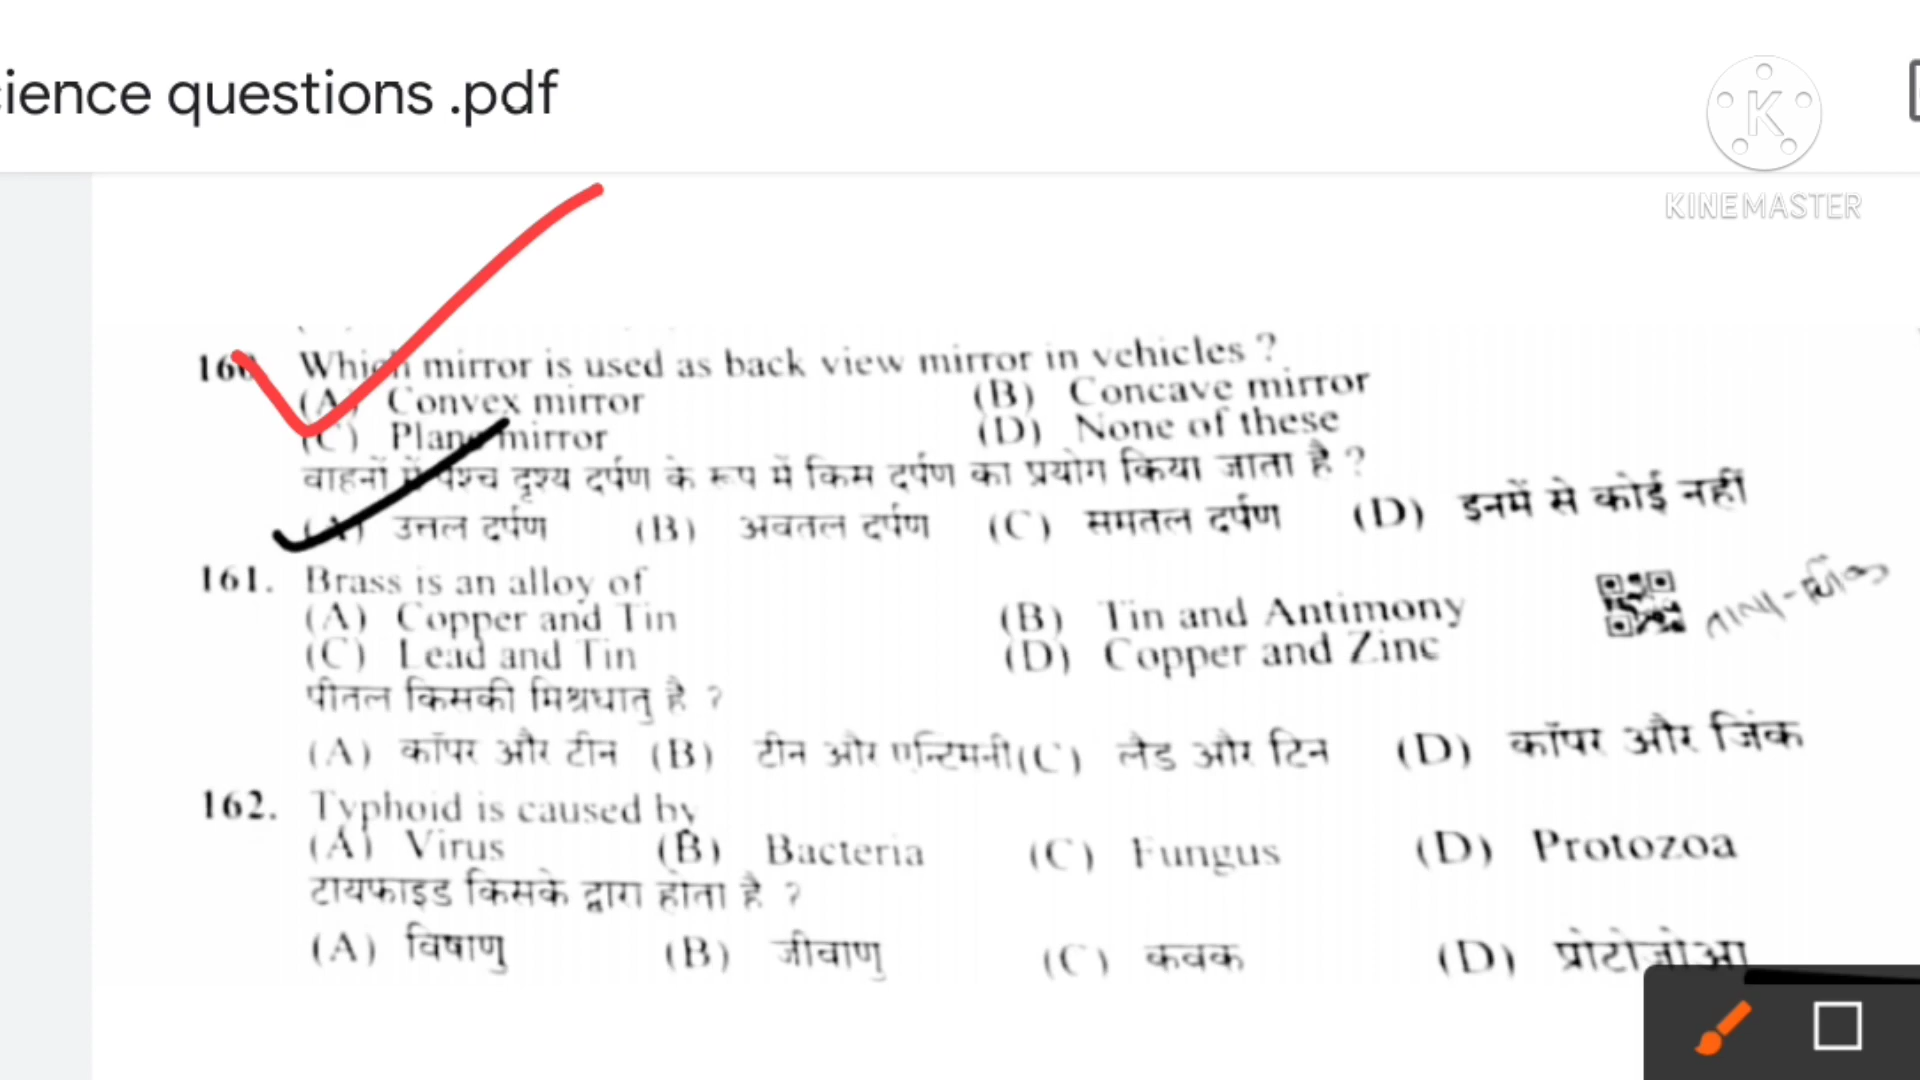 ience questions .pdf
K
KINEMASTER
160. Which mirror is used as back view mirror in vehicles ?
(A) Convex mirror (B) Concave mirror
(C) Plane mirror (D) None of these
वाहनों में पश्च दृश्य दर्पण के रूप में किस दर्पण का प्रयोग किया जाता है ?
(A) उत्तल दर्पण (B) अवतल दर्पण (C) समतल दर्पण (D) इनमें से कोई नहीं
161. Brass is an alloy of
(A) Copper and Tin (B) Tin and Antimony
(C) Lead and Tin (D) Copper and Zinc
पीतल किसकी मिश्रधातु है ?
(A) कॉपर और टीन (B) टीन और एन्टिमनी (C) लैड और टिन (D) कॉपर और जिंक
162. Typhoid is caused by
(A) Virus (B) Bacteria (C) Fungus (D) Protozoa
टायफाइड किसके द्वारा होता है ?
(A) विषाणु (B) जीवाणु (C) कवक (D) प्रोटोजोआ